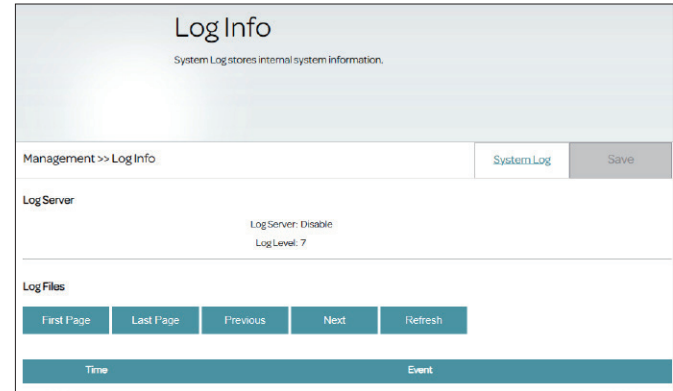 Log Info
System Log stores internal system information.
Management >> Log Info
System Log
Save
Log Server
Log Server: Disable
Log Level: 7
Log Files
First Page Last Page Previous Next Refresh
Time Event